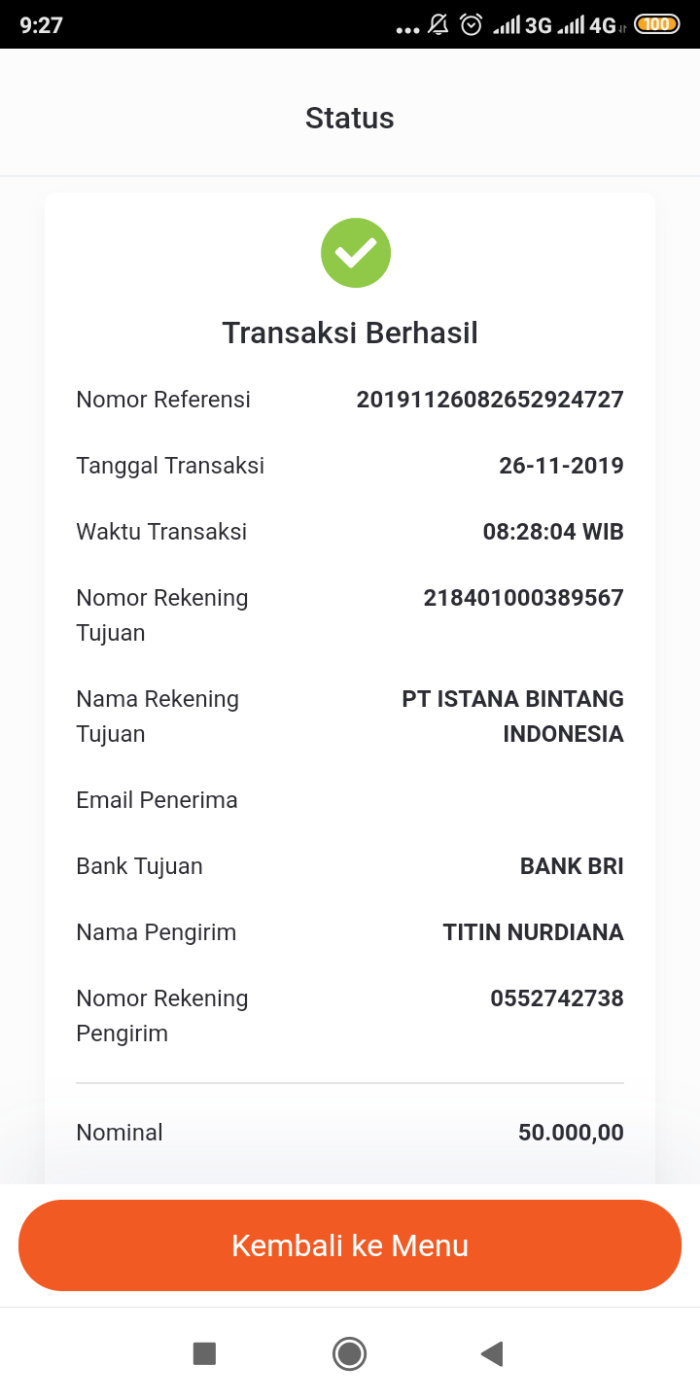 9:27 ... 3G 4G 100
Status
Transaksi Berhasil
Nomor Referensi 20191126082652924727
Tanggal Transaksi 26-11-2019
Waktu Transaksi 08:28:04 WIB
Nomor Rekening 218401000389567
Tujuan
Nama Rekening PT ISTANA BINTANG
Tujuan INDONESIA
Email Penerima
Bank Tujuan BANK BRI
Nama Pengirim TITIN NURDIANA
Nomor Rekening 0552742738
Pengirim
Nominal 50.000,00
Kembali ke Menu